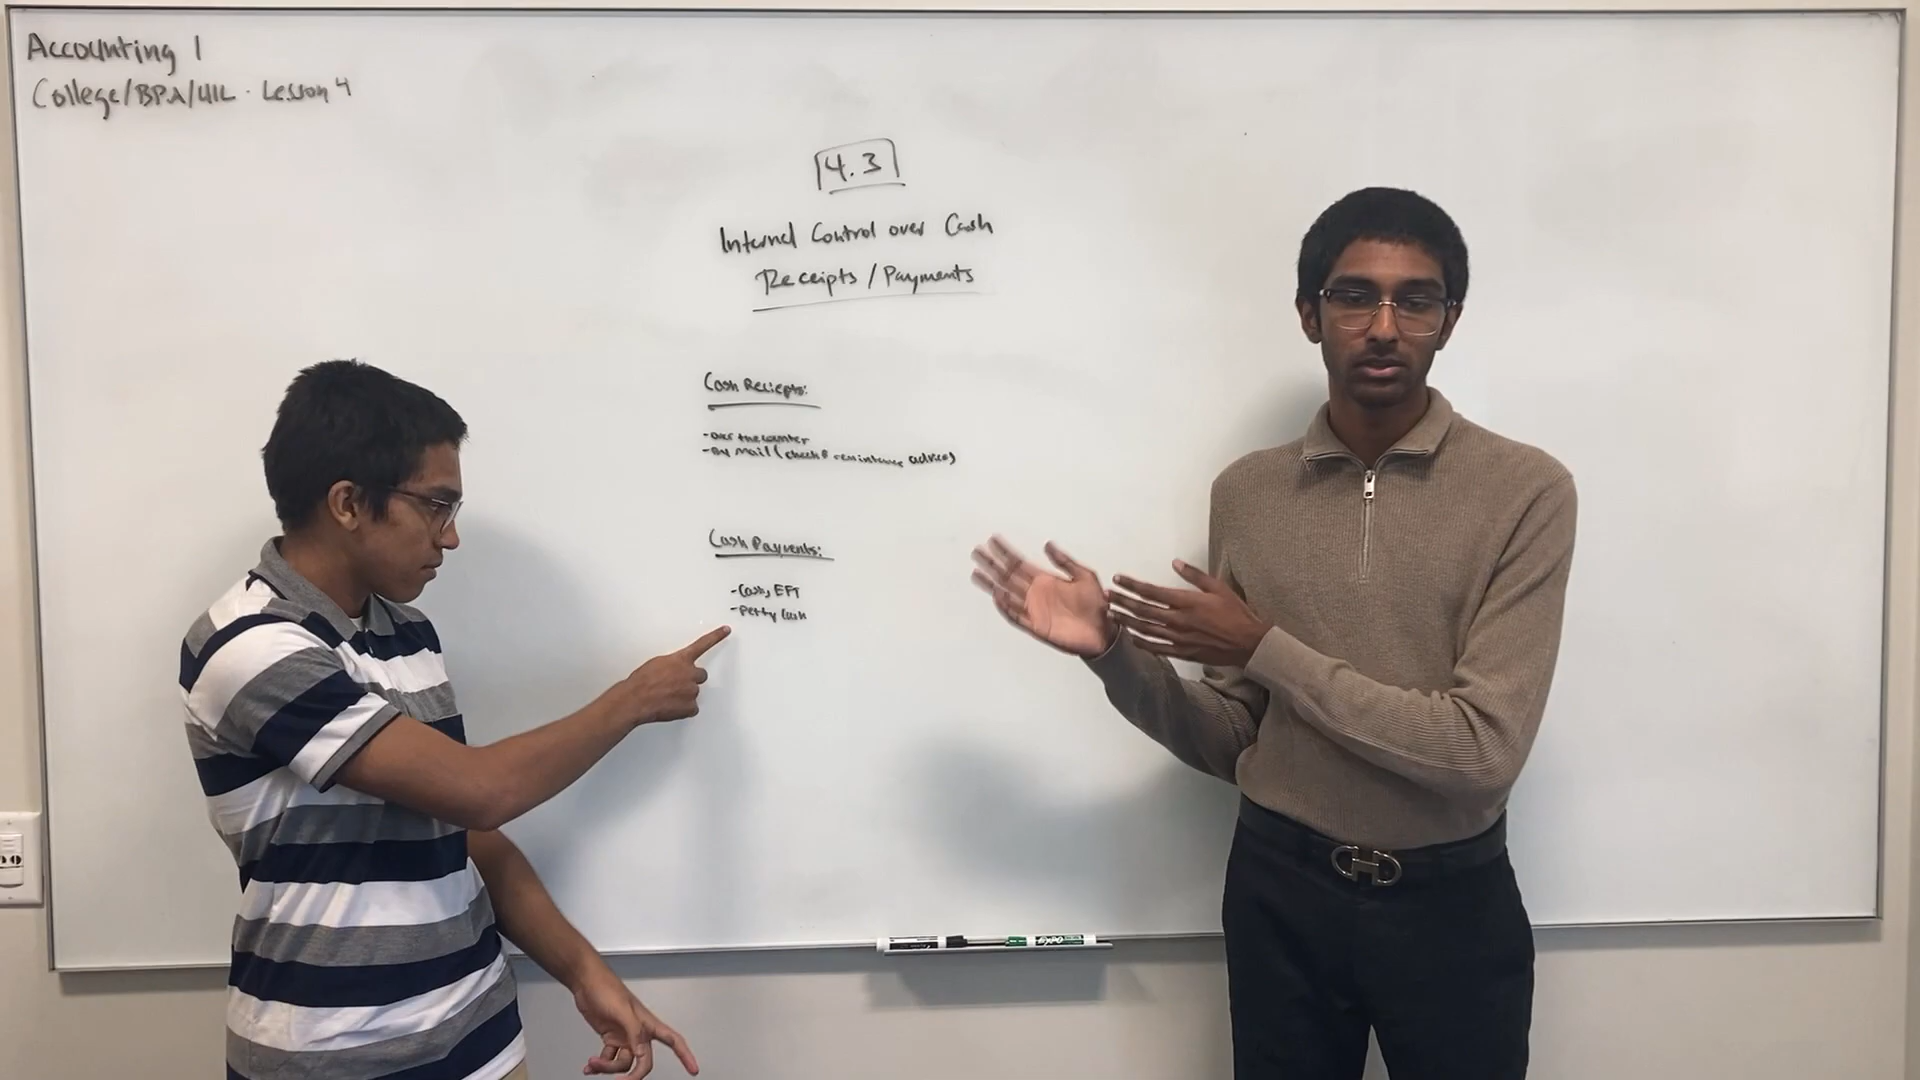 Accounting 1
College/BPA/UIL · Lesson 4
4.3
Internal Control over Cash
Receipts/Payments
Cash Reciepts:
-over the counter
-By mail (check & remintance advice)
Cash Payments:
-Cash, EFT
-Petty Cash
EXPO